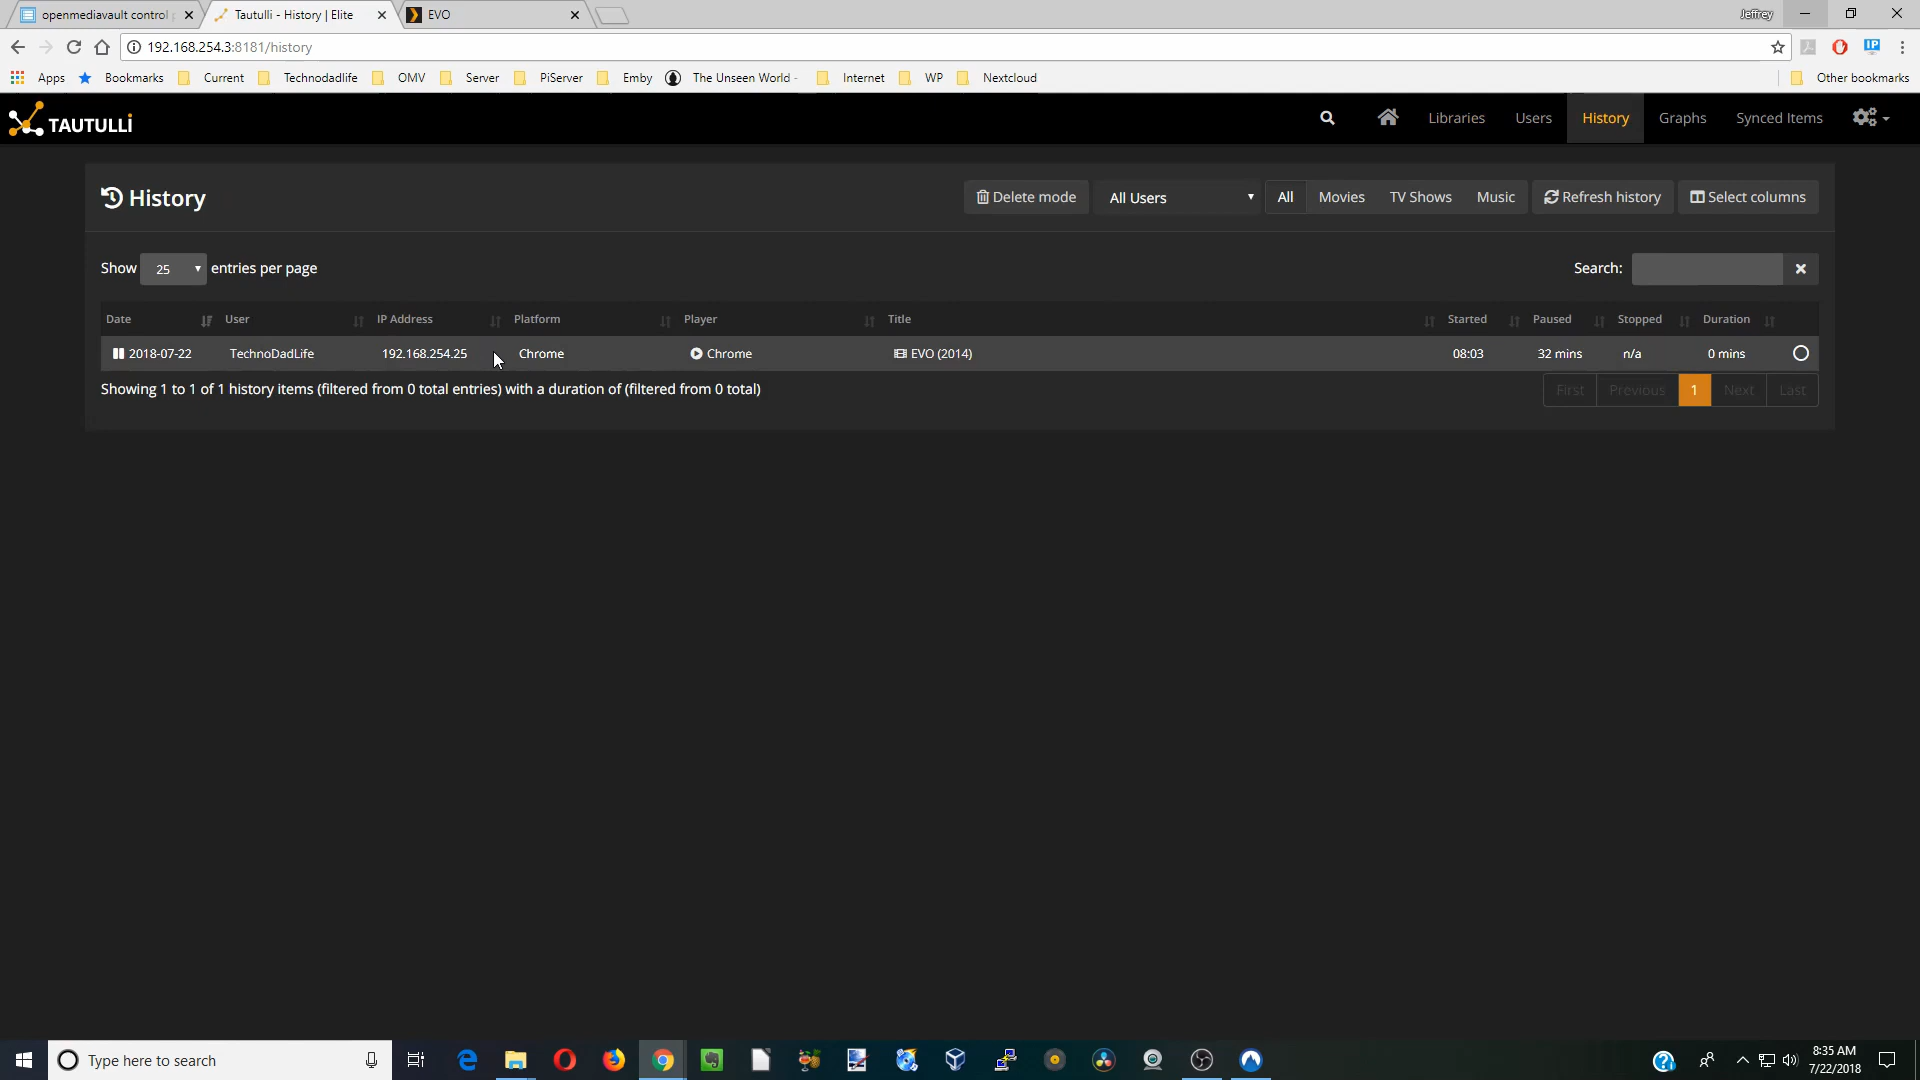 openmediavault control p
Tautulli - History | Elite
EVO
Jeffrey
192.168.254.3:8181/history
Apps Bookmarks Current Technodadlife OMV Server PiServer Emby The Unseen World - Internet WP Nextcloud Other bookmarks
TAUTULLI
Libraries Users History Graphs Synced Items
History
Delete mode All Users All Movies TV Shows Music Refresh history Select columns
Show 25 entries per page
Search:
Date User IP Address Platform Player Title Started Paused Stopped Duration
2018-07-22 TechnoDadLife 192.168.254.25 Chrome Chrome EVO (2014) 08:03 32 mins n/a 0 mins
Showing 1 to 1 of 1 history items (filtered from 0 total entries) with a duration of (filtered from 0 total)
First Previous 1 Next Last
Type here to search
8:35 AM
7/22/2018